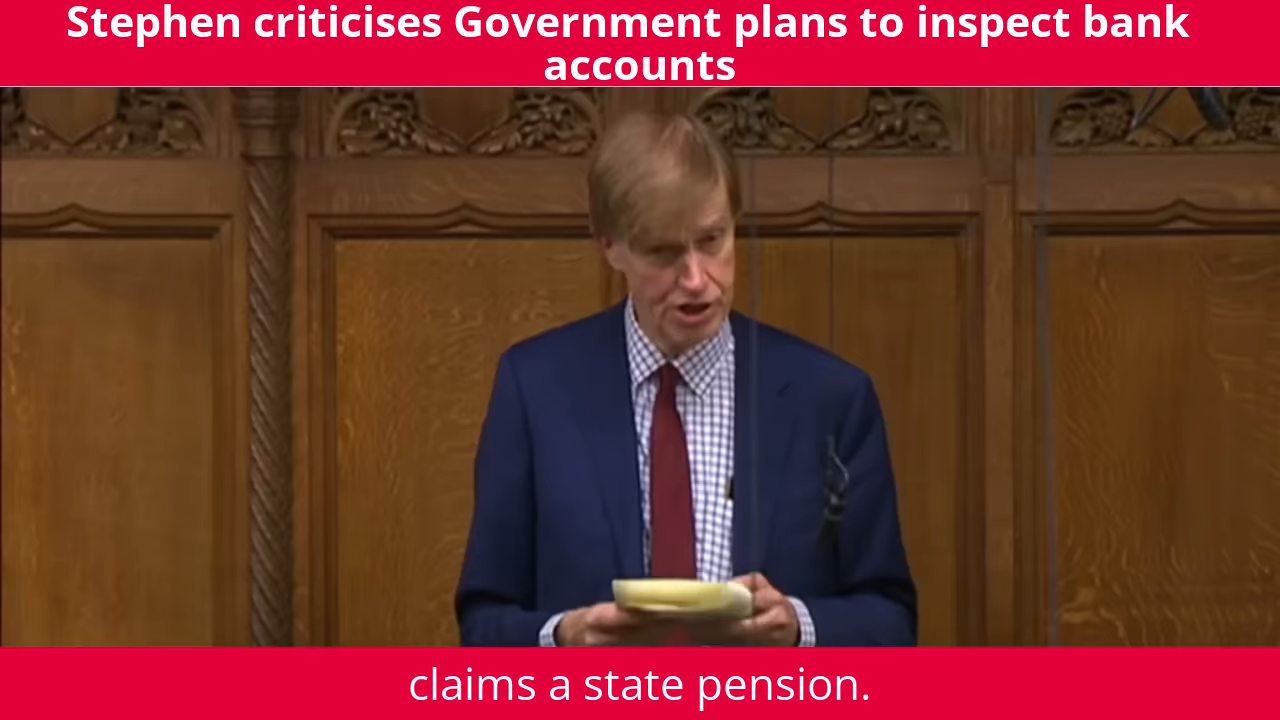 Stephen criticises Government plans to inspect bank
accounts
claims a state pension.